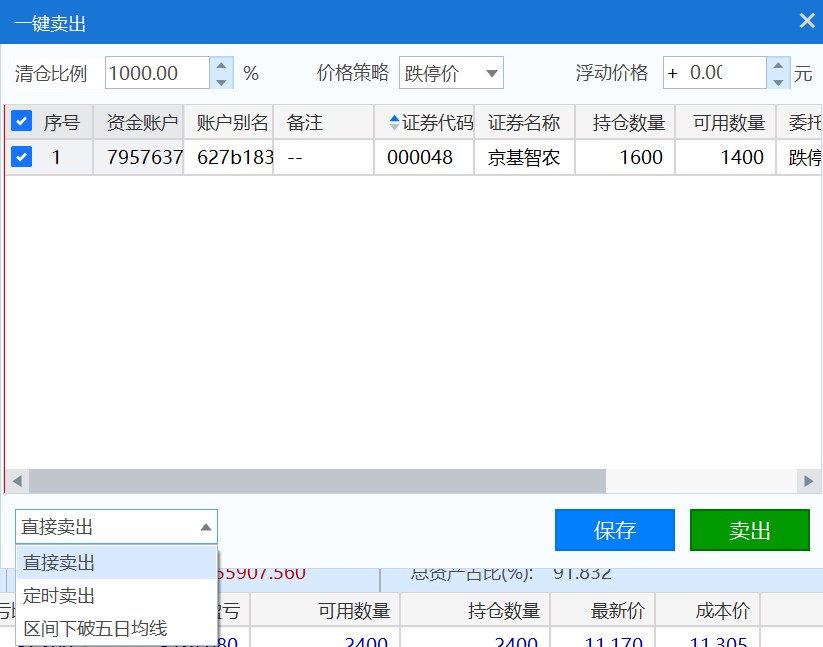 一键卖出
清仓比例 1000.00 % 价格策略 跌停价 浮动价格 + 0.00 元
序号 资金账户 账户别名 备注 证券代码 证券名称 持仓数量 可用数量 委托
1 7957637 627b183 -- 000048 京基智农 1600 1400 跌停
直接卖出 保存 卖出
直接卖出
55907.560 总资产占比(%): 91.832
定时卖出
盈亏 可用数量 持仓数量 最新价 成本价
区间下破五日均线
2400 2400 11.170 11.305